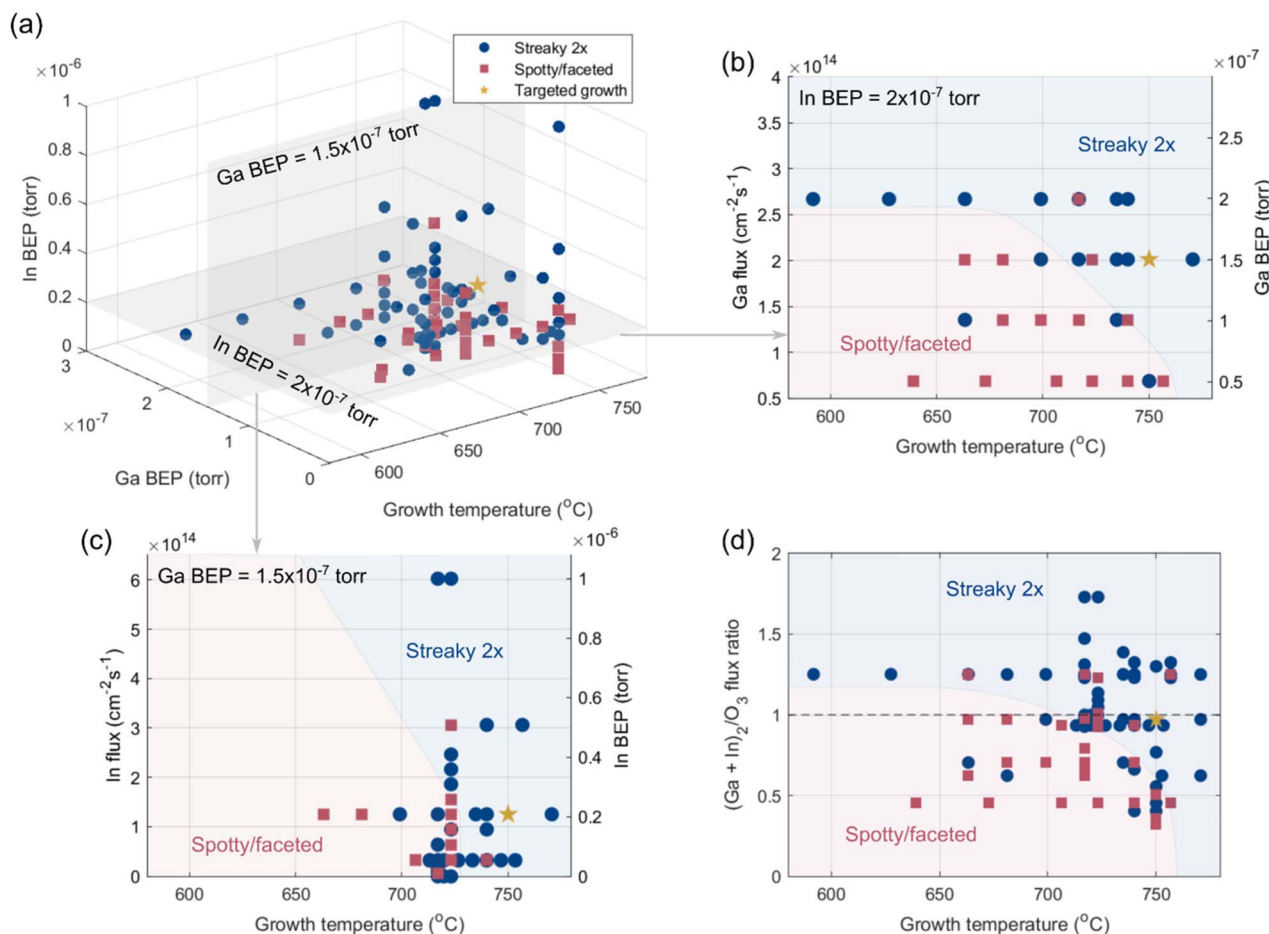 (a)
×10⁻⁶
1
0.8
0.6
0.4
0.2
0
In BEP (torr)
Streaky 2x
Spotty/faceted
Targeted growth
Ga BEP = 1.5x10⁻⁷ torr
In BEP = 2x10⁻⁷ torr
3
2
1
0
×10⁻⁷
Ga BEP (torr)
600
650
700
750
Growth temperature (°C)
(b)
×10¹⁴
×10⁻⁷
In BEP = 2x10⁻⁷ torr
Streaky 2x
Spotty/faceted
4
3.5
3
2.5
2
1.5
1
0.5
Ga flux (cm⁻²s⁻¹)
2.5
2
1.5
1
0.5
Ga BEP (torr)
600 650 700 750
Growth temperature (°C)
(c)
×10¹⁴
×10⁻⁶
Ga BEP = 1.5x10⁻⁷ torr
Streaky 2x
Spotty/faceted
6
5
4
3
2
1
0
In flux (cm⁻²s⁻¹)
1
0.8
0.6
0.4
0.2
0
In BEP (torr)
600 650 700 750
Growth temperature (°C)
(d)
Streaky 2x
Spotty/faceted
2
1.5
1
0.5
0
(Ga + In)₂/O₃ flux ratio
600 650 700 750
Growth temperature (°C)